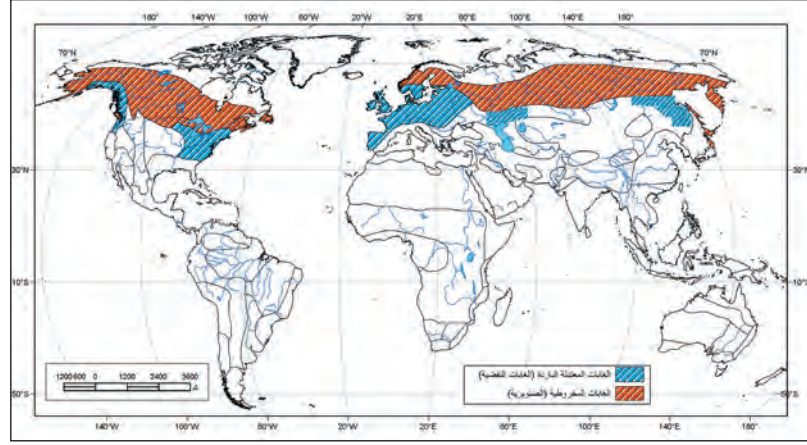 180° 140°W 100°W 60°W 20°W 0° 20°E 60°E 100°E 140°E 180°
70°N 70°N
30°N 30°N
10°S 10°S
50°S 50°S
الغابات المعتدلة الباردة (الغابات النفضية)
الغابات المخروطية (الصنوبرية)
1200600 0 1200 2400 3600
140°W 100°W 60°W 20°W 20°E 60°E 100°E 140°E 180°